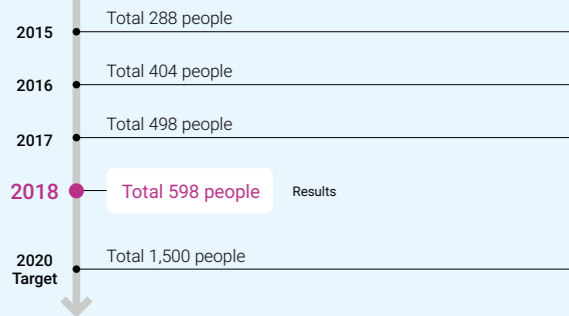 2015
Total 288 people
2016
Total 404 people
2017
Total 498 people
2018
Total 598 people
Results
2020
Target
Total 1,500 people